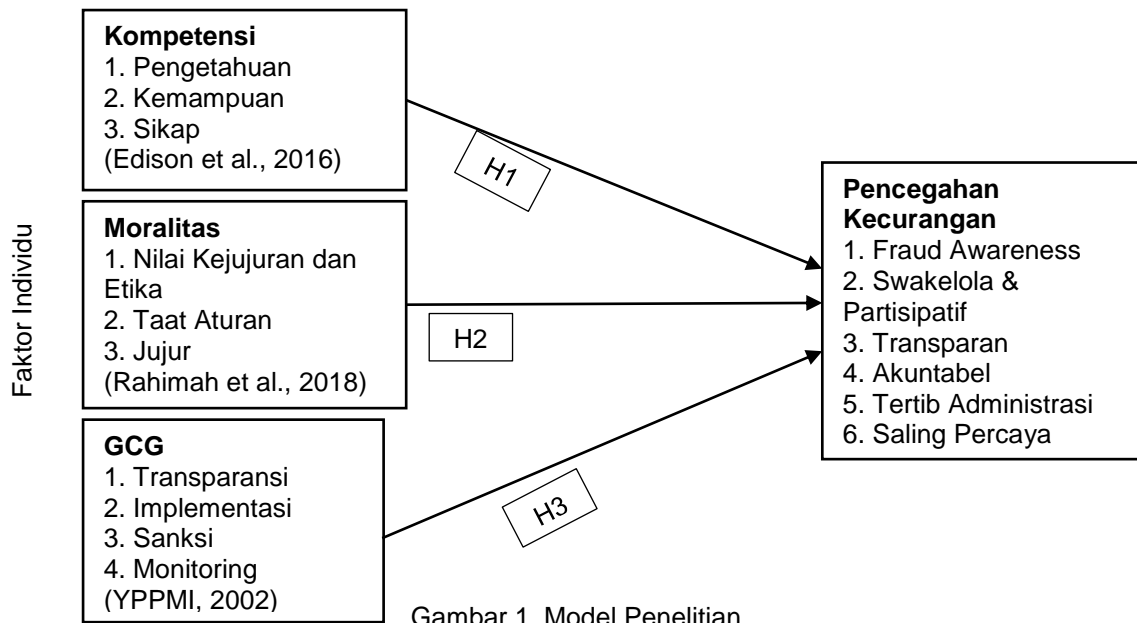 Faktor Individu
Kompetensi
1. Pengetahuan
2. Kemampuan
3. Sikap
(Edison et al., 2016)
H1
Moralitas
1. Nilai Kejujuran dan
Etika
2. Taat Aturan
3. Jujur
(Rahimah et al., 2018)
H2
GCG
1. Transparansi
2. Implementasi
3. Sanksi
4. Monitoring
(YPPMI, 2002)
H3
Pencegahan
Kecurangan
1. Fraud Awareness
2. Swakelola &
Partisipatif
3. Transparan
4. Akuntabel
5. Tertib Administrasi
6. Saling Percaya
Gambar 1. Model Penelitian